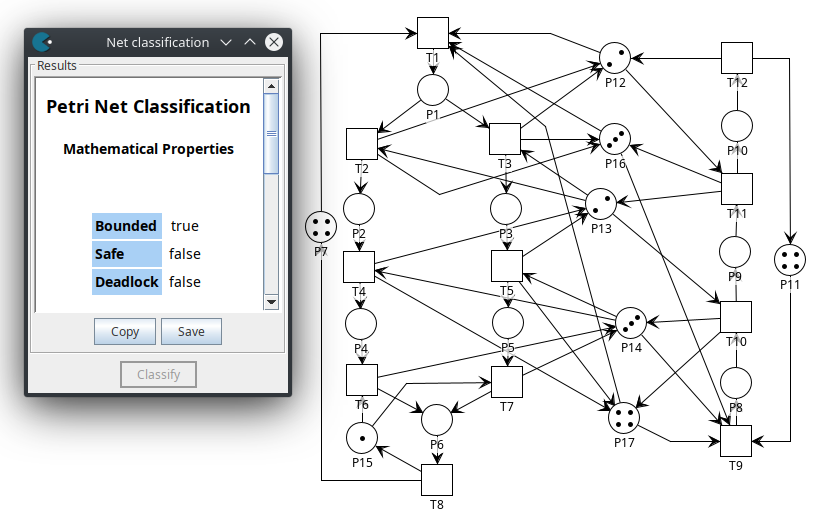 Net classification
Results
Petri Net Classification
Mathematical Properties
Bounded true
Safe false
Deadlock false
Copy Save
Classify
T1
P12
T12
P1
T2
T3
P16
P10
T11
P2
P3
P13
P7
T4
T5
P9
P11
P4
P5
P14
T10
T6
T7
P8
P15
P6
P17
T9
T8